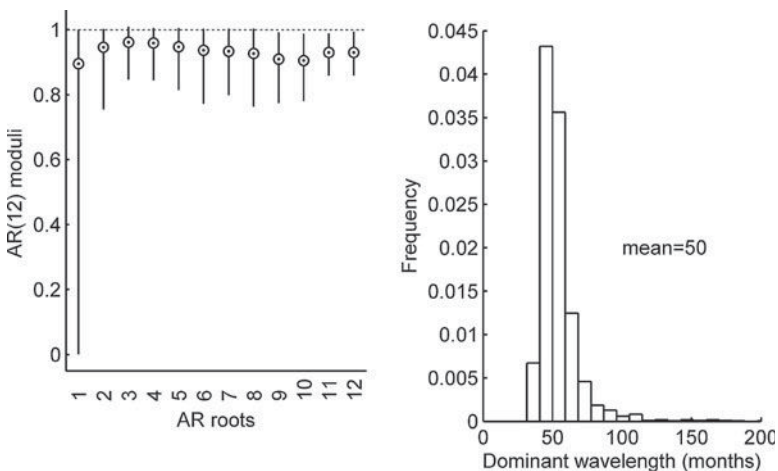 1
0.8
0.6
0.4
0.2
0
AR(12) moduli
1 2 3 4 5 6 7 8 9 10 11 12
AR roots
0.045
0.04
0.035
0.03
0.025
0.02
0.015
0.01
0.005
0
Frequency
mean=50
0 50 100 150 200
Dominant wavelength (months)